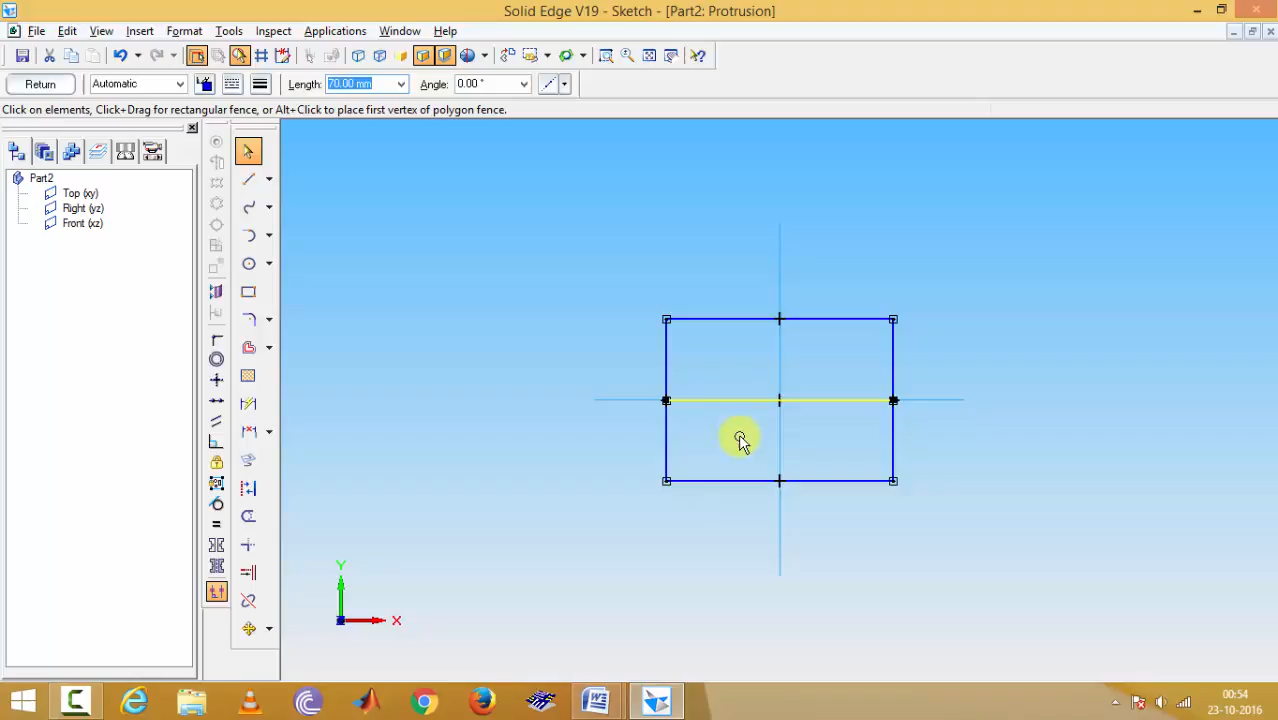 Solid Edge V19 - Sketch - [Part2: Protrusion]
File Edit View Insert Format Tools Inspect Applications Window Help
Return Automatic Length: 70.00 mm Angle: 0.00 °
Click on elements, Click+Drag for rectangular fence, or Alt+Click to place first vertex of polygon fence.
Part2
Top (xy)
Right (yz)
Front (xz)
Y
X
00:54
23-10-2016